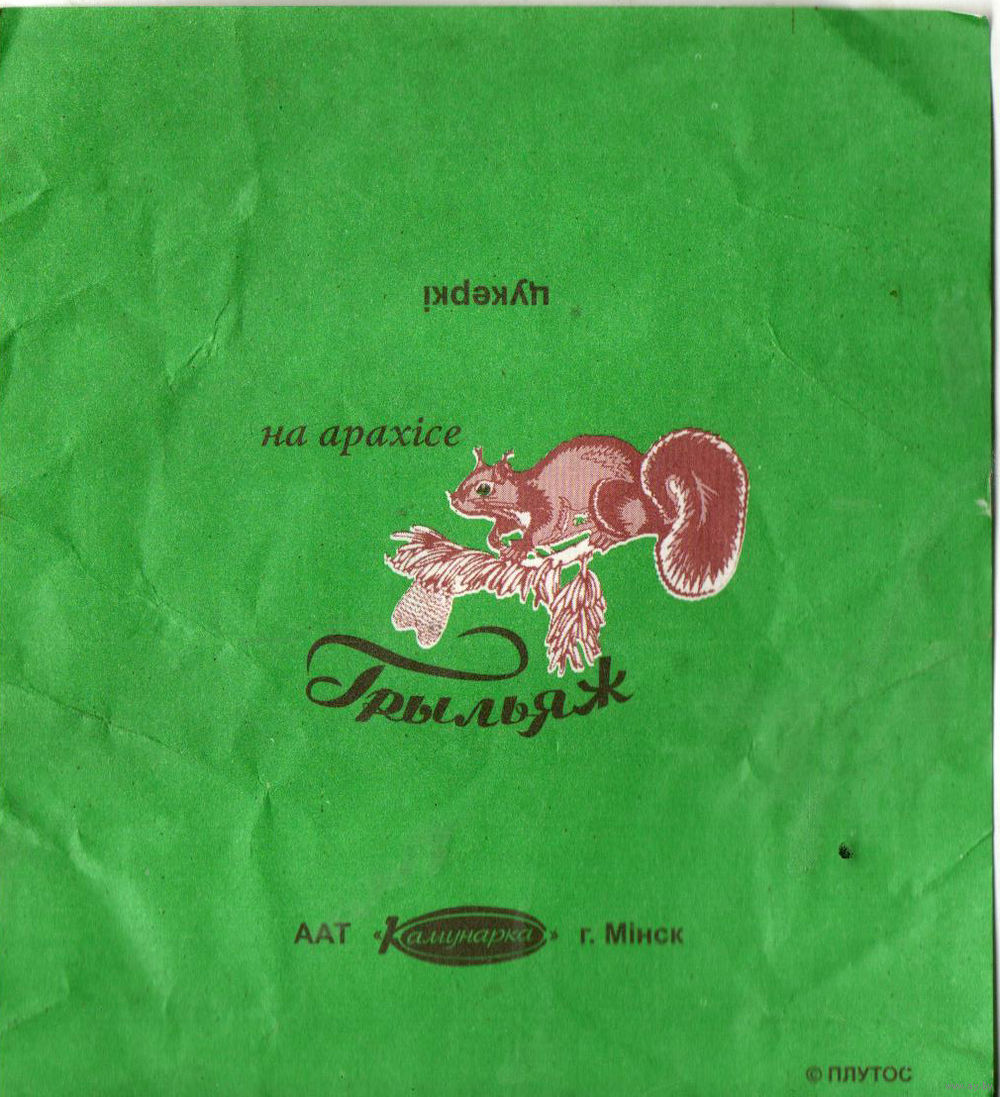 цукеркі
на арахісе
Грыльяж
ААТ «Камунарка» г. Мінск
© ПЛУТОС